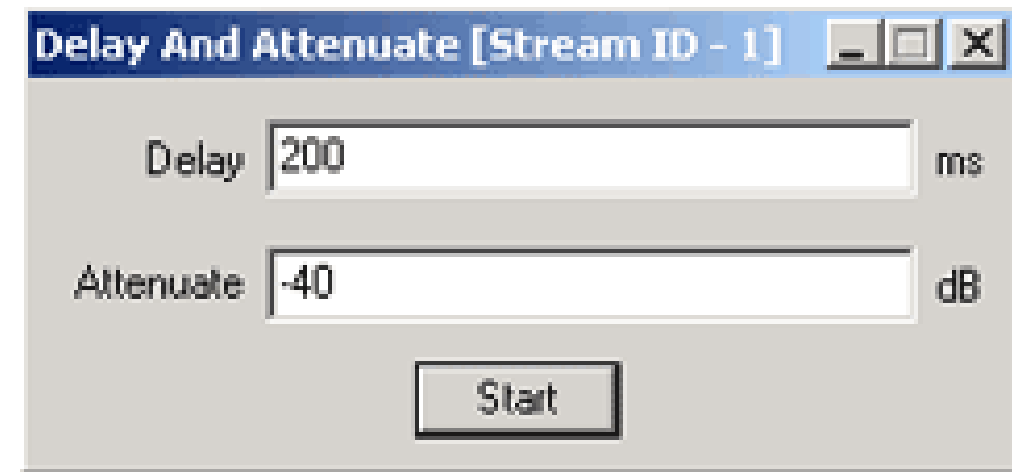 Delay And Attenuate [Stream ID - 1]
Delay 200 ms
Attenuate -40 dB
Start